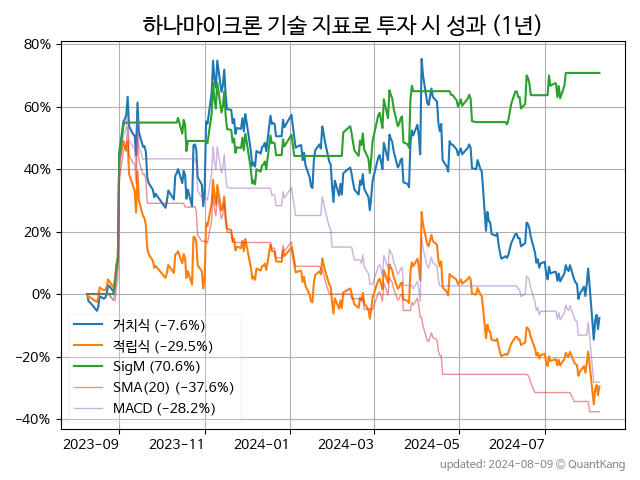 하나마이크론 기술 지표로 투자 시 성과 (1년)
80%
60%
40%
20%
0%
−20%
−40%
거치식 (−7.6%)
적립식 (−29.5%)
SigM (70.6%)
SMA(20) (−37.6%)
MACD (−28.2%)
2023-09
2023-11
2024-01
2024-03
2024-05
2024-07
updated: 2024-08-09 © QuantKang